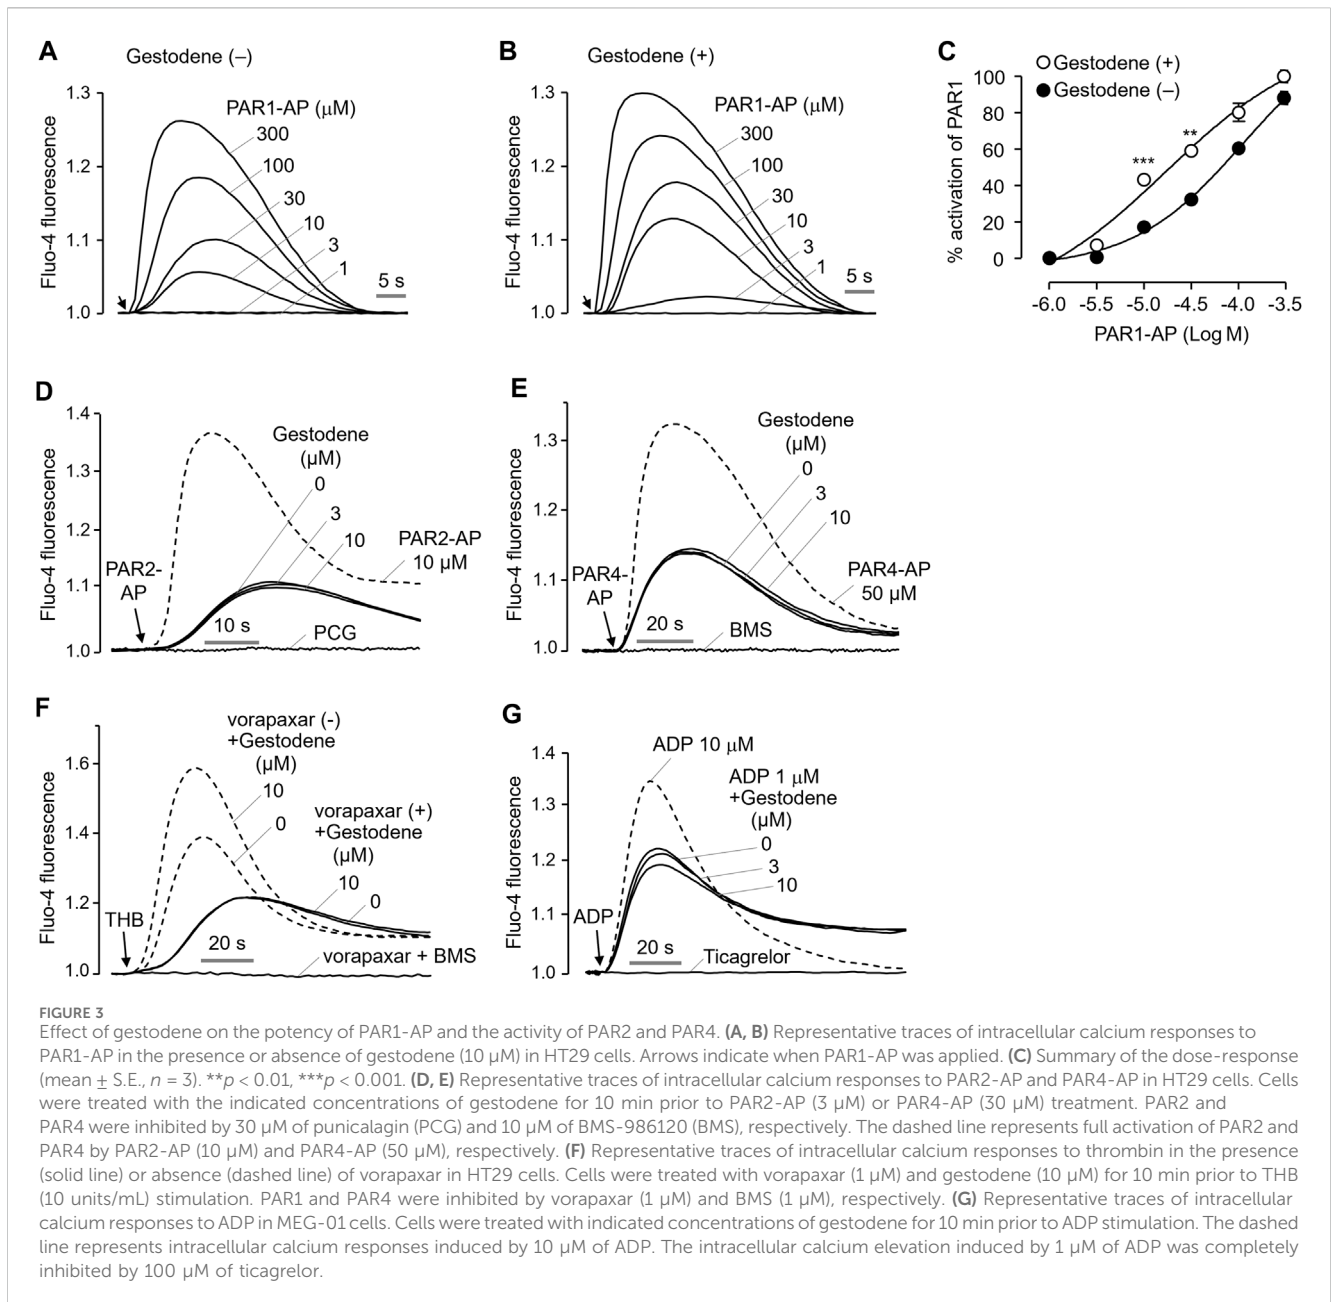 A
Gestodene (–)
Fluo-4 fluorescence
1.3
1.2
1.1
1.0
PAR1-AP (μM)
300
100
30
10
3
1
5 s
B
Gestodene (+)
Fluo-4 fluorescence
1.3
1.2
1.1
1.0
PAR1-AP (μM)
300
100
30
10
3
1
5 s
C
Gestodene (+)
Gestodene (–)
% activation of PAR1
100
80
60
40
20
0
***
**
-6.0 -5.5 -5.0 -4.5 -4.0 -3.5
PAR1-AP (Log M)
D
Fluo-4 fluorescence
1.4
1.3
1.2
1.1
1.0
Gestodene
(μM)
0
3
10
PAR2-AP
10 μM
PAR2-
AP
10 s
PCG
E
Fluo-4 fluorescence
1.3
1.2
1.1
1.0
Gestodene
(μM)
0
3
10
PAR4-
AP
PAR4-AP
50 μM
20 s
BMS
F
Fluo-4 fluorescence
1.6
1.4
1.2
1.0
vorapaxar (-)
+Gestodene
(μM)
10
0
vorapaxar (+)
+Gestodene
(μM)
10
0
THB
20 s
vorapaxar + BMS
G
Fluo-4 fluorescence
1.4
1.3
1.2
1.1
1.0
ADP 10 μM
ADP 1 μM
+Gestodene
(μM)
0
3
10
ADP
20 s
Ticagrelor
FIGURE 3
Effect of gestodene on the potency of PAR1-AP and the activity of PAR2 and PAR4. (A, B) Representative traces of intracellular calcium responses to
PAR1-AP in the presence or absence of gestodene (10 μM) in HT29 cells. Arrows indicate when PAR1-AP was applied. (C) Summary of the dose-response
(mean ± S.E., n = 3). **p < 0.01, ***p < 0.001. (D, E) Representative traces of intracellular calcium responses to PAR2-AP and PAR4-AP in HT29 cells. Cells
were treated with the indicated concentrations of gestodene for 10 min prior to PAR2-AP (3 μM) or PAR4-AP (30 μM) treatment. PAR2 and
PAR4 were inhibited by 30 μM of punicalagin (PCG) and 10 μM of BMS-986120 (BMS), respectively. The dashed line represents full activation of PAR2 and
PAR4 by PAR2-AP (10 μM) and PAR4-AP (50 μM), respectively. (F) Representative traces of intracellular calcium responses to thrombin in the presence
(solid line) or absence (dashed line) of vorapaxar in HT29 cells. Cells were treated with vorapaxar (1 μM) and gestodene (10 μM) for 10 min prior to THB
(10 units/mL) stimulation. PAR1 and PAR4 were inhibited by vorapaxar (1 μM) and BMS (1 μM), respectively. (G) Representative traces of intracellular
calcium responses to ADP in MEG-01 cells. Cells were treated with indicated concentrations of gestodene for 10 min prior to ADP stimulation. The dashed
line represents intracellular calcium responses induced by 10 μM of ADP. The intracellular calcium elevation induced by 1 μM of ADP was completely
inhibited by 100 μM of ticagrelor.